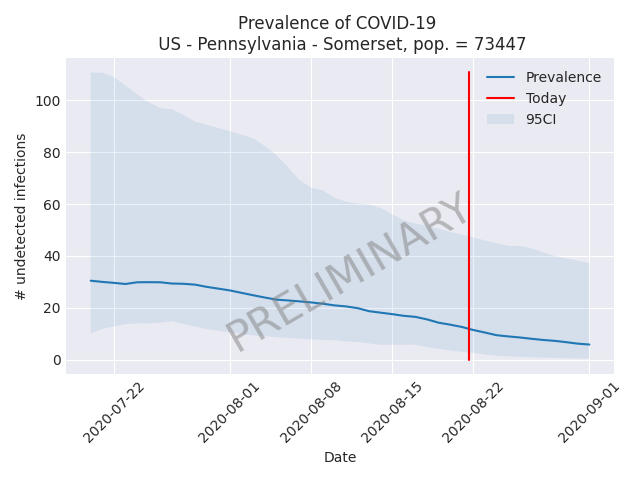 Prevalence of COVID-19
US - Pennsylvania - Somerset, pop. = 73447
Prevalence
Today
95CI
PRELIMINARY
# undetected infections
100
80
60
40
20
0
2020-07-22
2020-08-01
2020-08-08
2020-08-15
2020-08-22
2020-09-01
Date